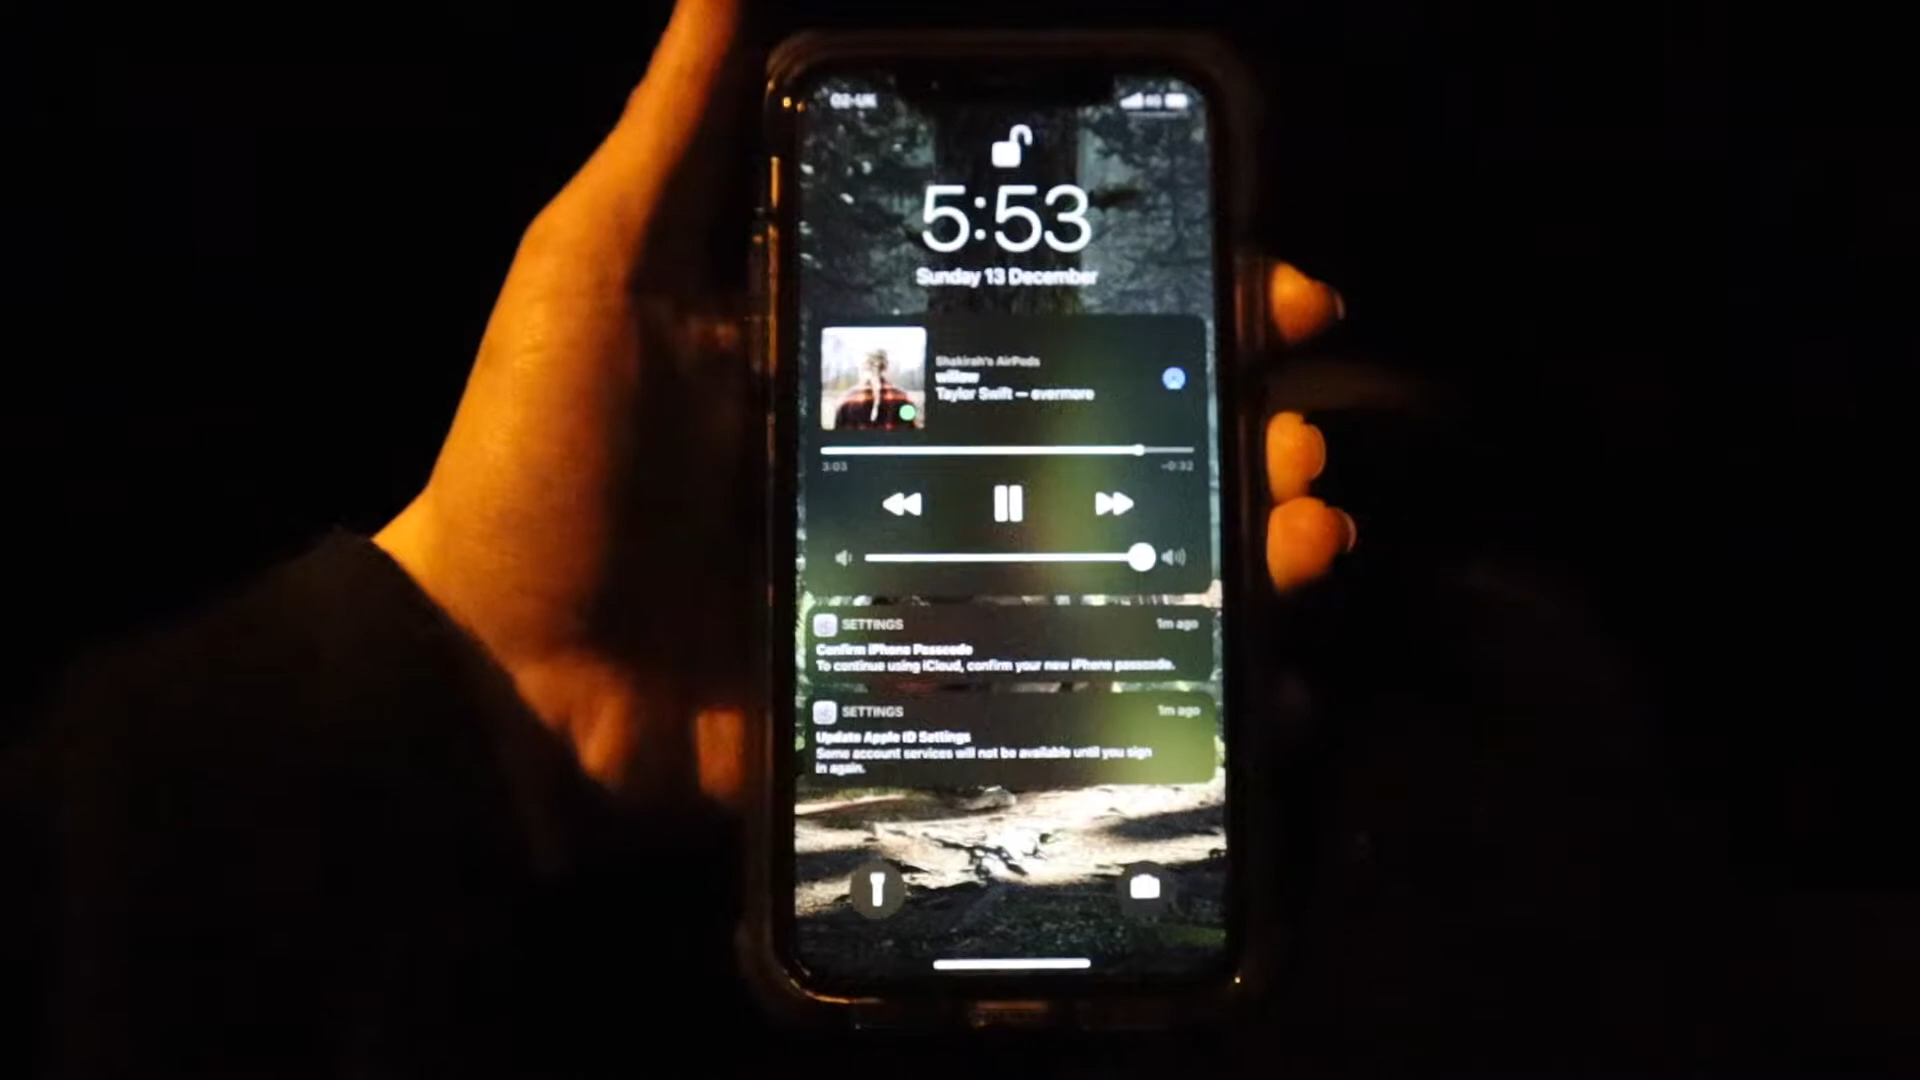 O2-UK
5:53
Sunday 13 December
Shakirah's AirPods
willow
Taylor Swift — evermore
3:03
-0:32
SETTINGS
1m ago
Confirm iPhone Passcode
To continue using iCloud, confirm your new iPhone passcode.
SETTINGS
1m ago
Update Apple ID Settings
Some account services will not be available until you sign
in again.